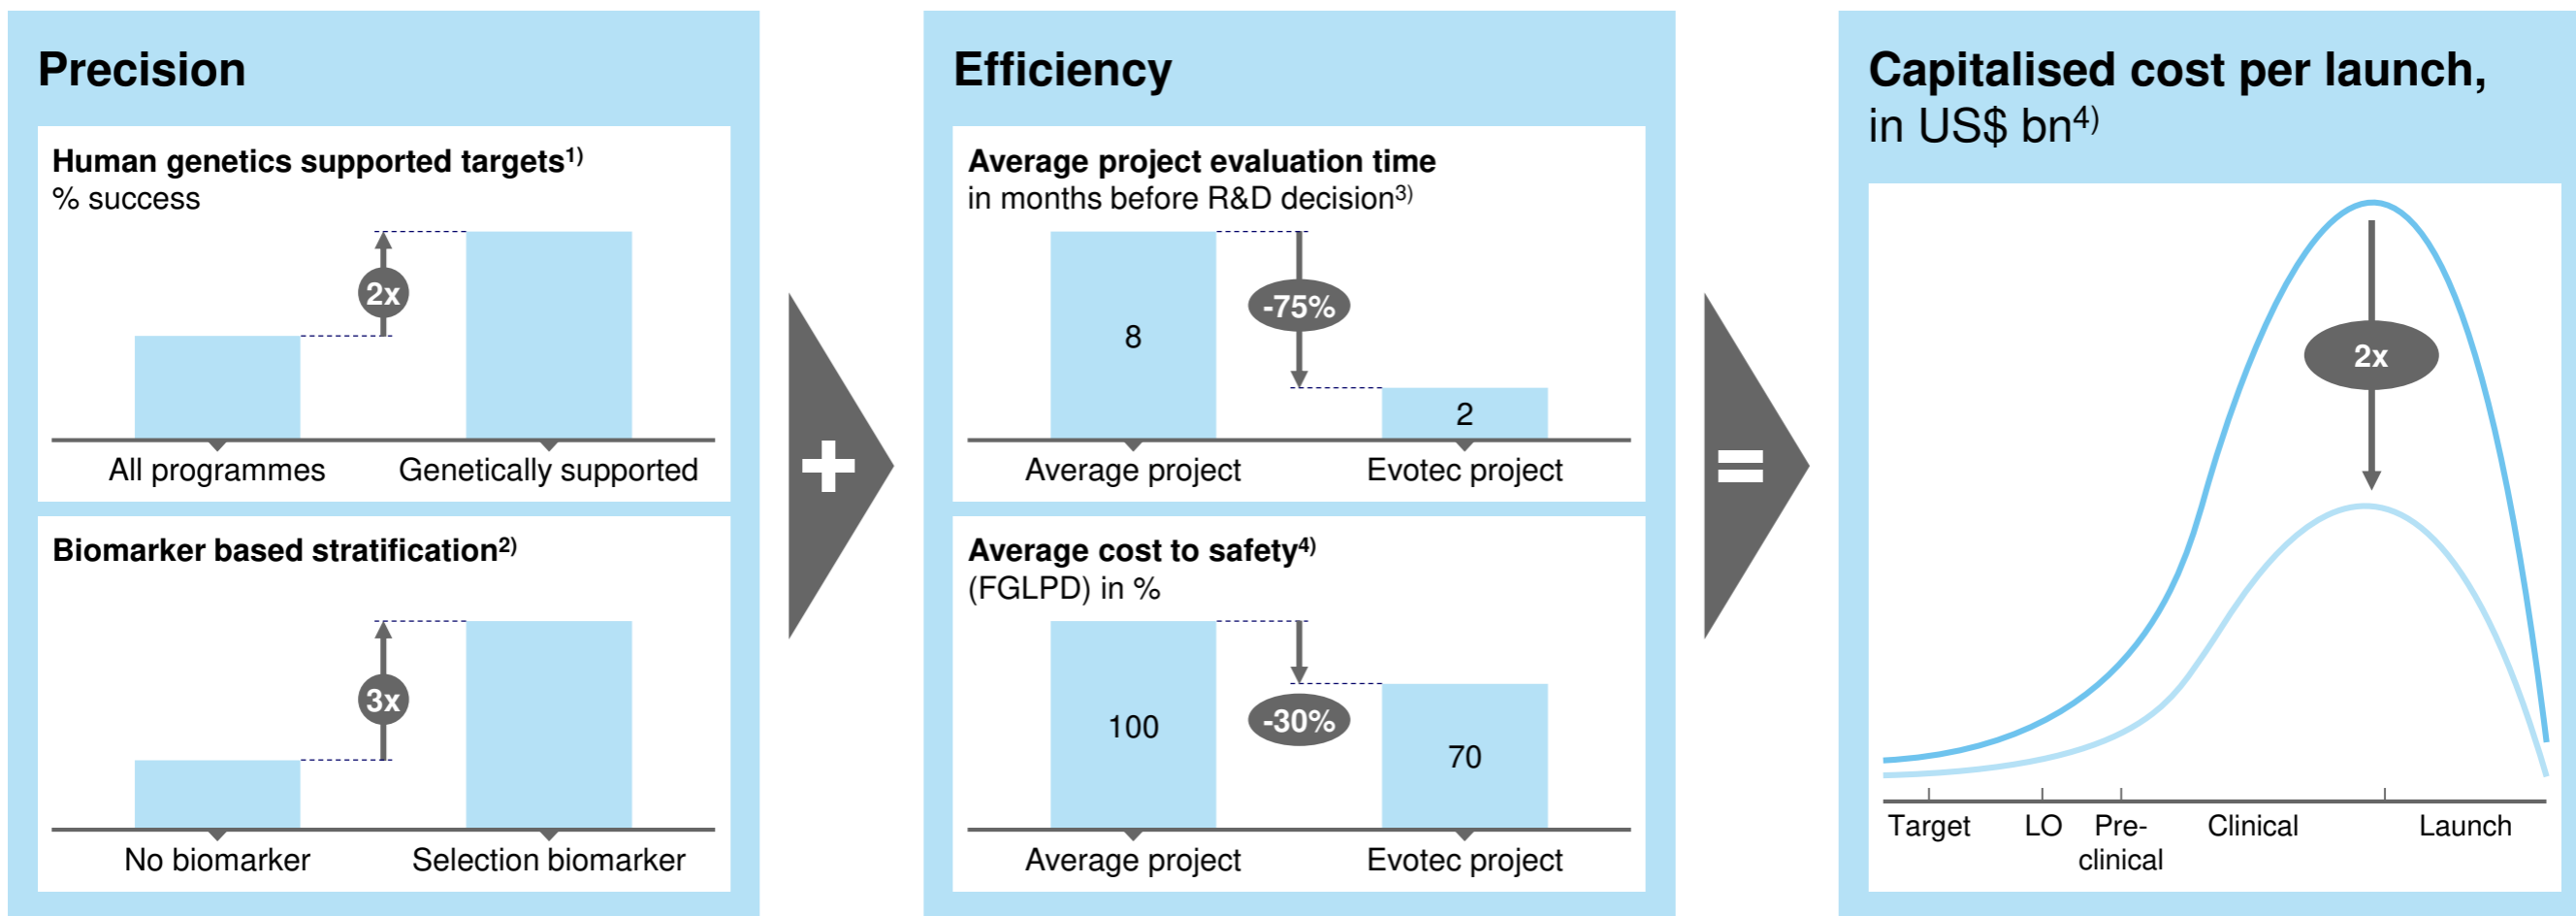 Precision
Human genetics supported targets1)
% success
2x
All programmes
Genetically supported
Biomarker based stratification2)
3x
No biomarker
Selection biomarker
+
Efficiency
Average project evaluation time
in months before R&D decision3)
8
-75%
2
Average project
Evotec project
Average cost to safety4)
(FGLPD) in %
100
-30%
70
Average project
Evotec project
=
Capitalised cost per launch,
in US$ bn4)
2x
Target
LO
Pre-
clinical
Clinical
Launch